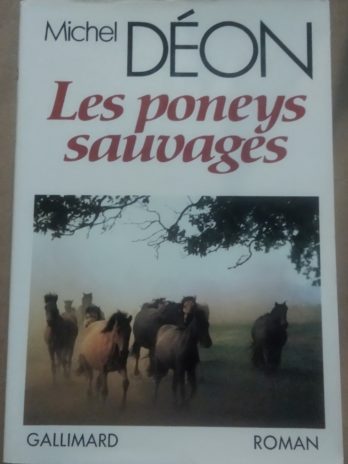 Michel DÉON
Les poneys
sauvages
GALLIMARD ROMAN